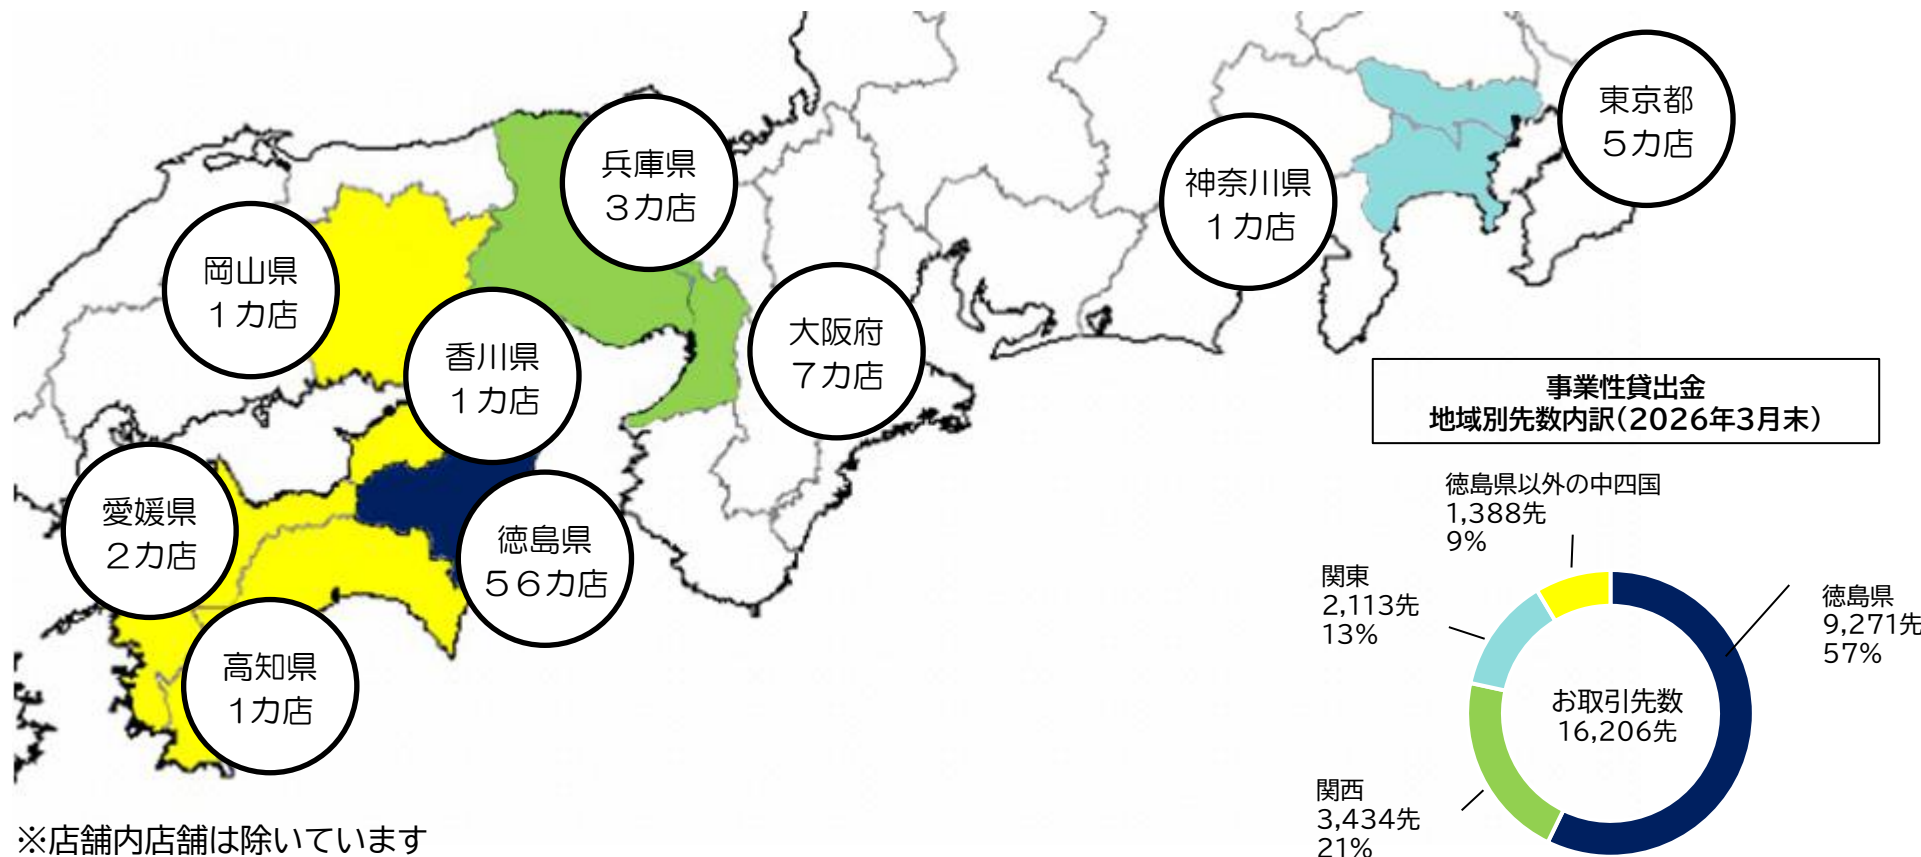 東京都
5カ店
兵庫県
3カ店
神奈川県
1カ店
岡山県
1カ店
大阪府
7カ店
香川県
1カ店
愛媛県
2カ店
徳島県
56カ店
高知県
1カ店
※店舗内店舗は除いています
事業性貸出金
地域別先数内訳(2026年3月末)
徳島県以外の中四国
1,388先
9%
関東
2,113先
13%
徳島県
9,271先
57%
お取引先数
16,206先
関西
3,434先
21%